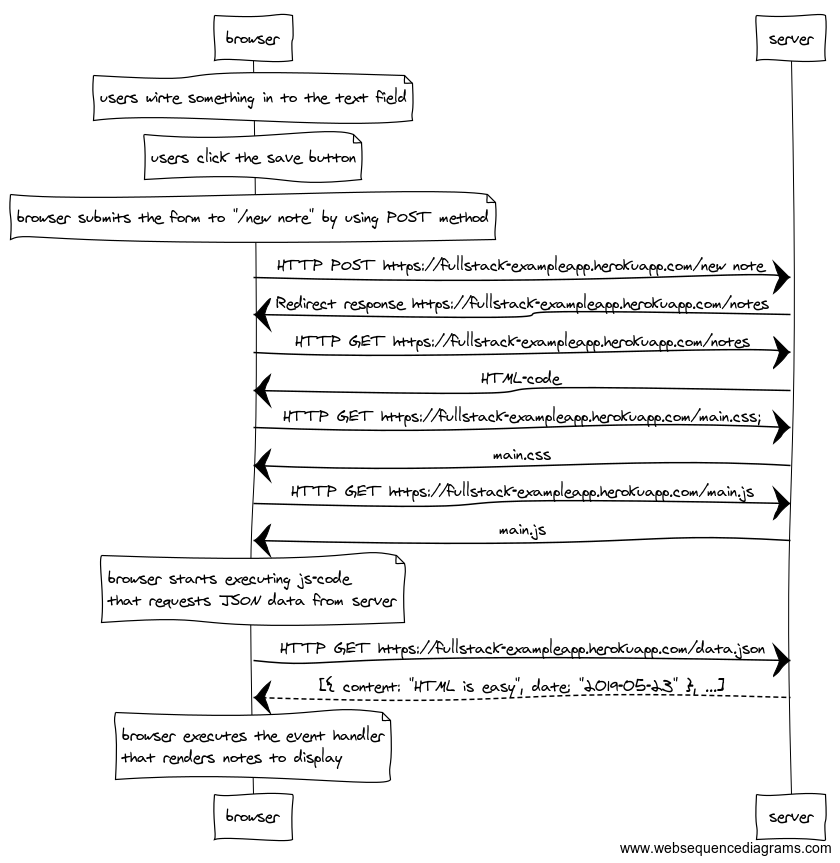 browser
server
users wirte something in to the text field
users click the save button
browser submits the form to "/new note" by using POST method
HTTP POST https://fullstack-exampleapp.herokuapp.com/new note
Redirect response https://fullstack-exampleapp.herokuapp.com/notes
HTTP GET https://fullstack-exampleapp.herokuapp.com/notes
HTML-code
HTTP GET https://fullstack-exampleapp.herokuapp.com/main.css;
main.css
HTTP GET https://fullstack-exampleapp.herokuapp.com/main.js
main.js
browser starts executing js-code
that requests JSON data from server
HTTP GET https://fullstack-exampleapp.herokuapp.com/data.json
[{ content: "HTML is easy", date: "2019-05-23" }, ...]
browser executes the event handler
that renders notes to display
browser
server
www.websequencediagrams.com